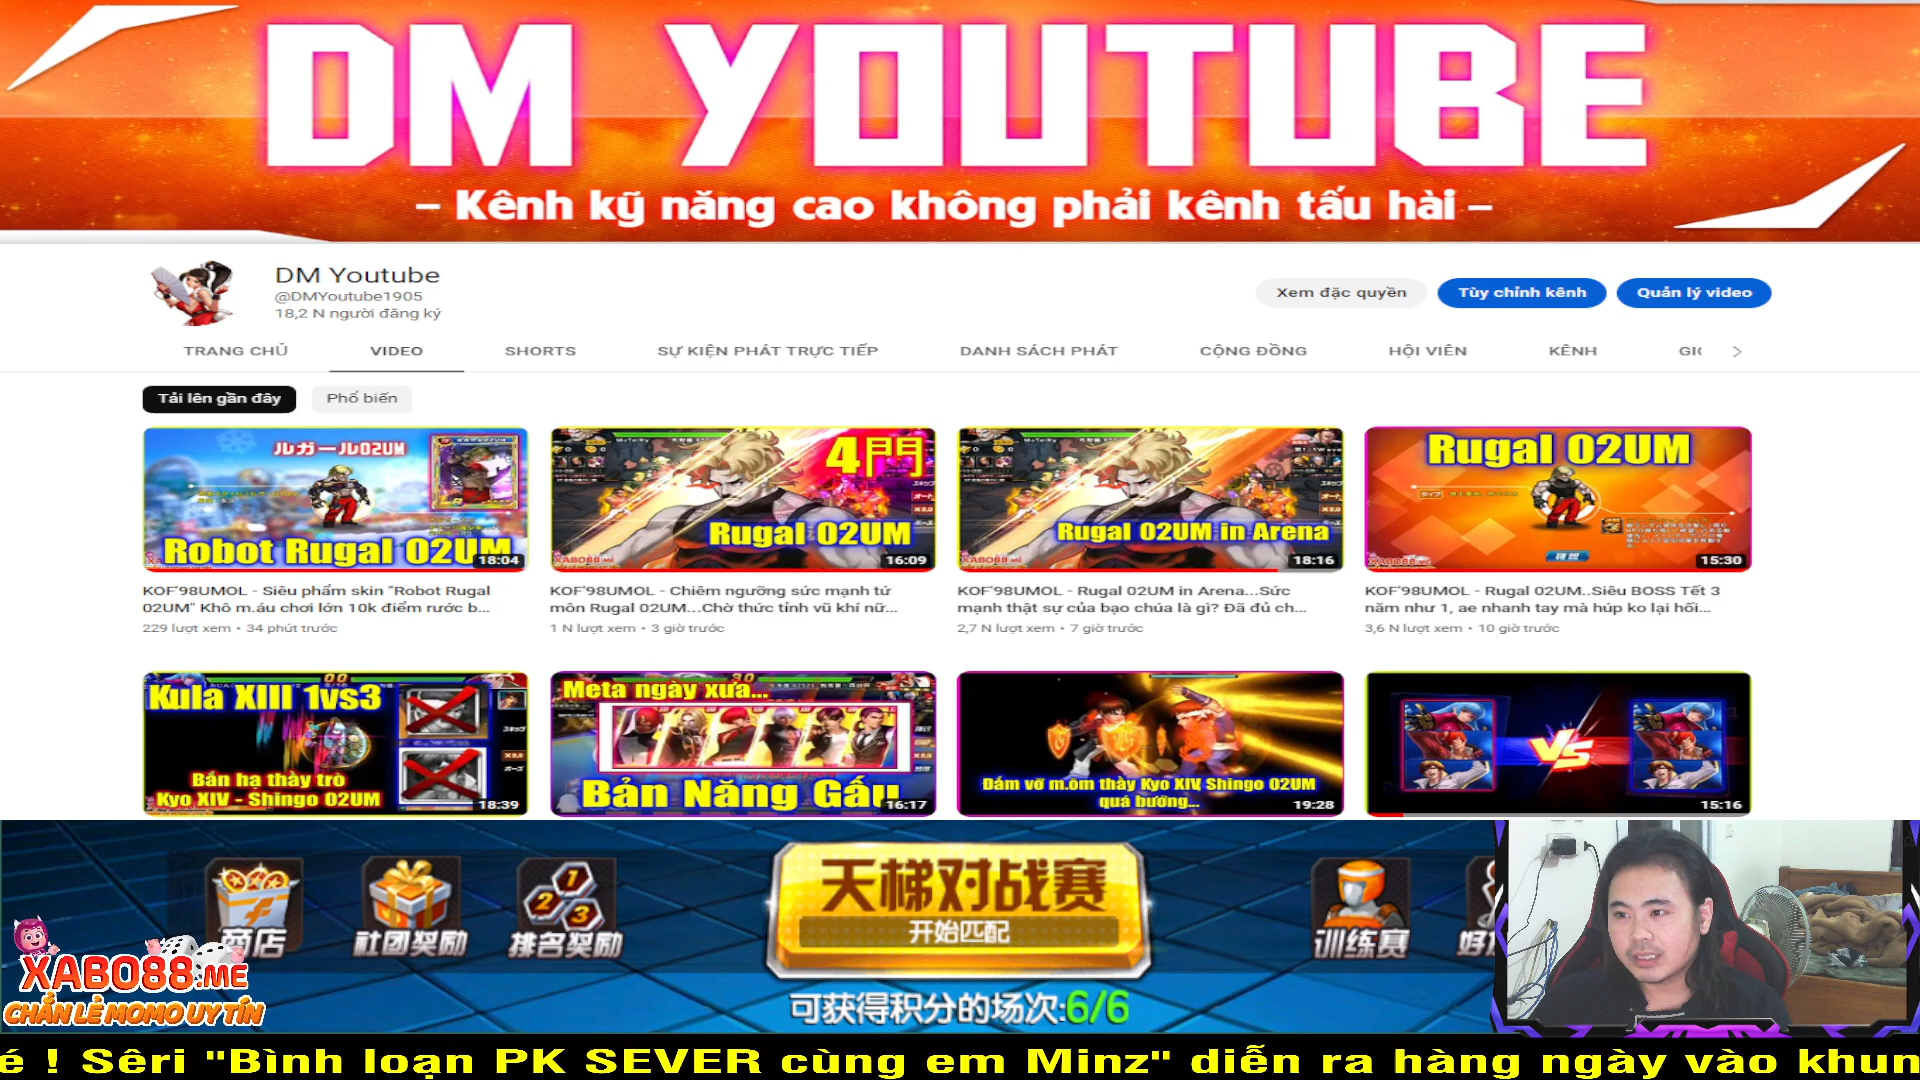 DM YOUTUBE
– Kênh kỹ năng cao không phải kênh tấu hài –
DM Youtube
@DMYoutube1905
18,2 N người đăng ký
Xem đặc quyền
Tùy chỉnh kênh
Quản lý video
TRANG CHỦ
VIDEO
SHORTS
SỰ KIỆN PHÁT TRỰC TIẾP
DANH SÁCH PHÁT
CỘNG ĐỒNG
HỘI VIÊN
KÊNH
Tải lên gần đây
Phổ biến
ルガール02UM
Robot Rugal 02UM
18:04
4門
Rugal 02UM
XABO88.ME
16:09
Rugal 02UM in Arena
XABO88.ME
18:16
Rugal 02UM
XABO88.ME
15:30
KOF'98UMOL - Siêu phẩm skin "Robot Rugal
02UM" Khô m.áu chơi lớn 10k điểm rước b...
229 lượt xem • 34 phút trước
KOF'98UMOL - Chiêm ngưỡng sức mạnh tứ
môn Rugal 02UM...Chờ thức tỉnh vũ khí nữ...
1 N lượt xem • 3 giờ trước
KOF'98UMOL - Rugal 02UM in Arena...Sức
mạnh thật sự của bạo chúa là gì? Đã đủ ch...
2,7 N lượt xem • 7 giờ trước
KOF'98UMOL - Rugal 02UM..Siêu BOSS Tết 3
năm như 1, ae nhanh tay mà húp ko lại hối...
3,6 N lượt xem • 10 giờ trước
Kula XIII 1vs3
Bắn hạ thày trò
Kyo XIV - Shingo 02UM
18:39
Meta ngày xưa...
Bản Năng Gấu
16:17
Đấm vỡ m.ồm thày Kyo XIV, Shingo 02UM
quá bướng...
19:28
VS
15:16
商店
社团奖励
排名奖励
天梯对战赛
开始匹配
可获得积分的场次:6/6
训练赛
XABO88.ME
CHẴN LẺ MOMO UY TÍN
é ! Sêri "Bình loạn PK SEVER cùng em Minz" diễn ra hàng ngày vào khun